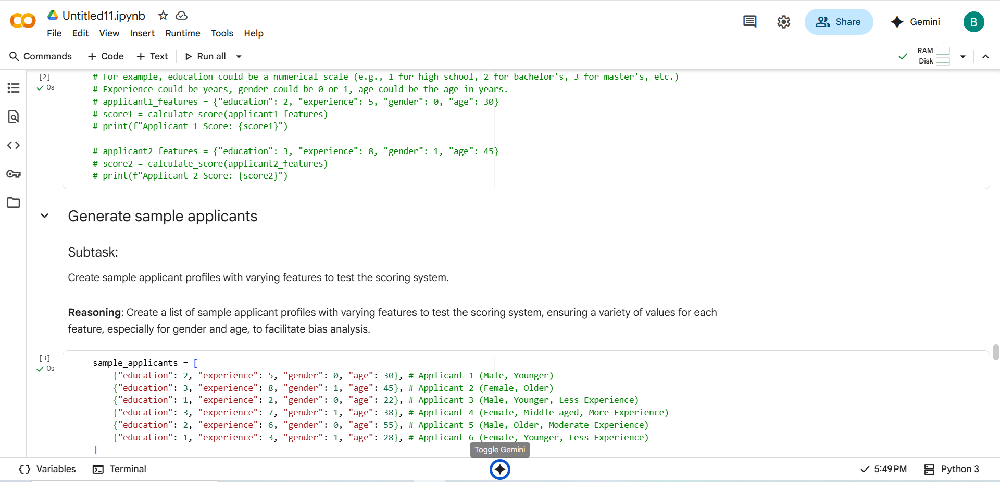 Untitled11.ipynb
File Edit View Insert Runtime Tools Help
Share
Gemini
B
Commands + Code + Text Run all
RAM
Disk
[2]
0s
# For example, education could be a numerical scale (e.g., 1 for high school, 2 for bachelor's, 3 for master's, etc.)
# Experience could be years, gender could be 0 or 1, age could be the age in years.
# applicant1_features = {"education": 2, "experience": 5, "gender": 0, "age": 30}
# score1 = calculate_score(applicant1_features)
# print(f"Applicant 1 Score: {score1}")
# applicant2_features = {"education": 3, "experience": 8, "gender": 1, "age": 45}
# score2 = calculate_score(applicant2_features)
# print(f"Applicant 2 Score: {score2}")
Generate sample applicants
Subtask:
Create sample applicant profiles with varying features to test the scoring system.
Reasoning: Create a list of sample applicant profiles with varying features to test the scoring system, ensuring a variety of values for each
feature, especially for gender and age, to facilitate bias analysis.
[3]
0s
sample_applicants = [
{"education": 2, "experience": 5, "gender": 0, "age": 30}, # Applicant 1 (Male, Younger)
{"education": 3, "experience": 8, "gender": 1, "age": 45}, # Applicant 2 (Female, Older)
{"education": 1, "experience": 2, "gender": 0, "age": 22}, # Applicant 3 (Male, Younger, Less Experience)
{"education": 3, "experience": 7, "gender": 1, "age": 38}, # Applicant 4 (Female, Middle-aged, More Experience)
{"education": 2, "experience": 6, "gender": 0, "age": 55}, # Applicant 5 (Male, Older, Moderate Experience)
{"education": 1, "experience": 3, "gender": 1, "age": 28}, # Applicant 6 (Female, Younger, Less Experience)
]
Toggle Gemini
{} Variables Terminal
5:49 PM
Python 3